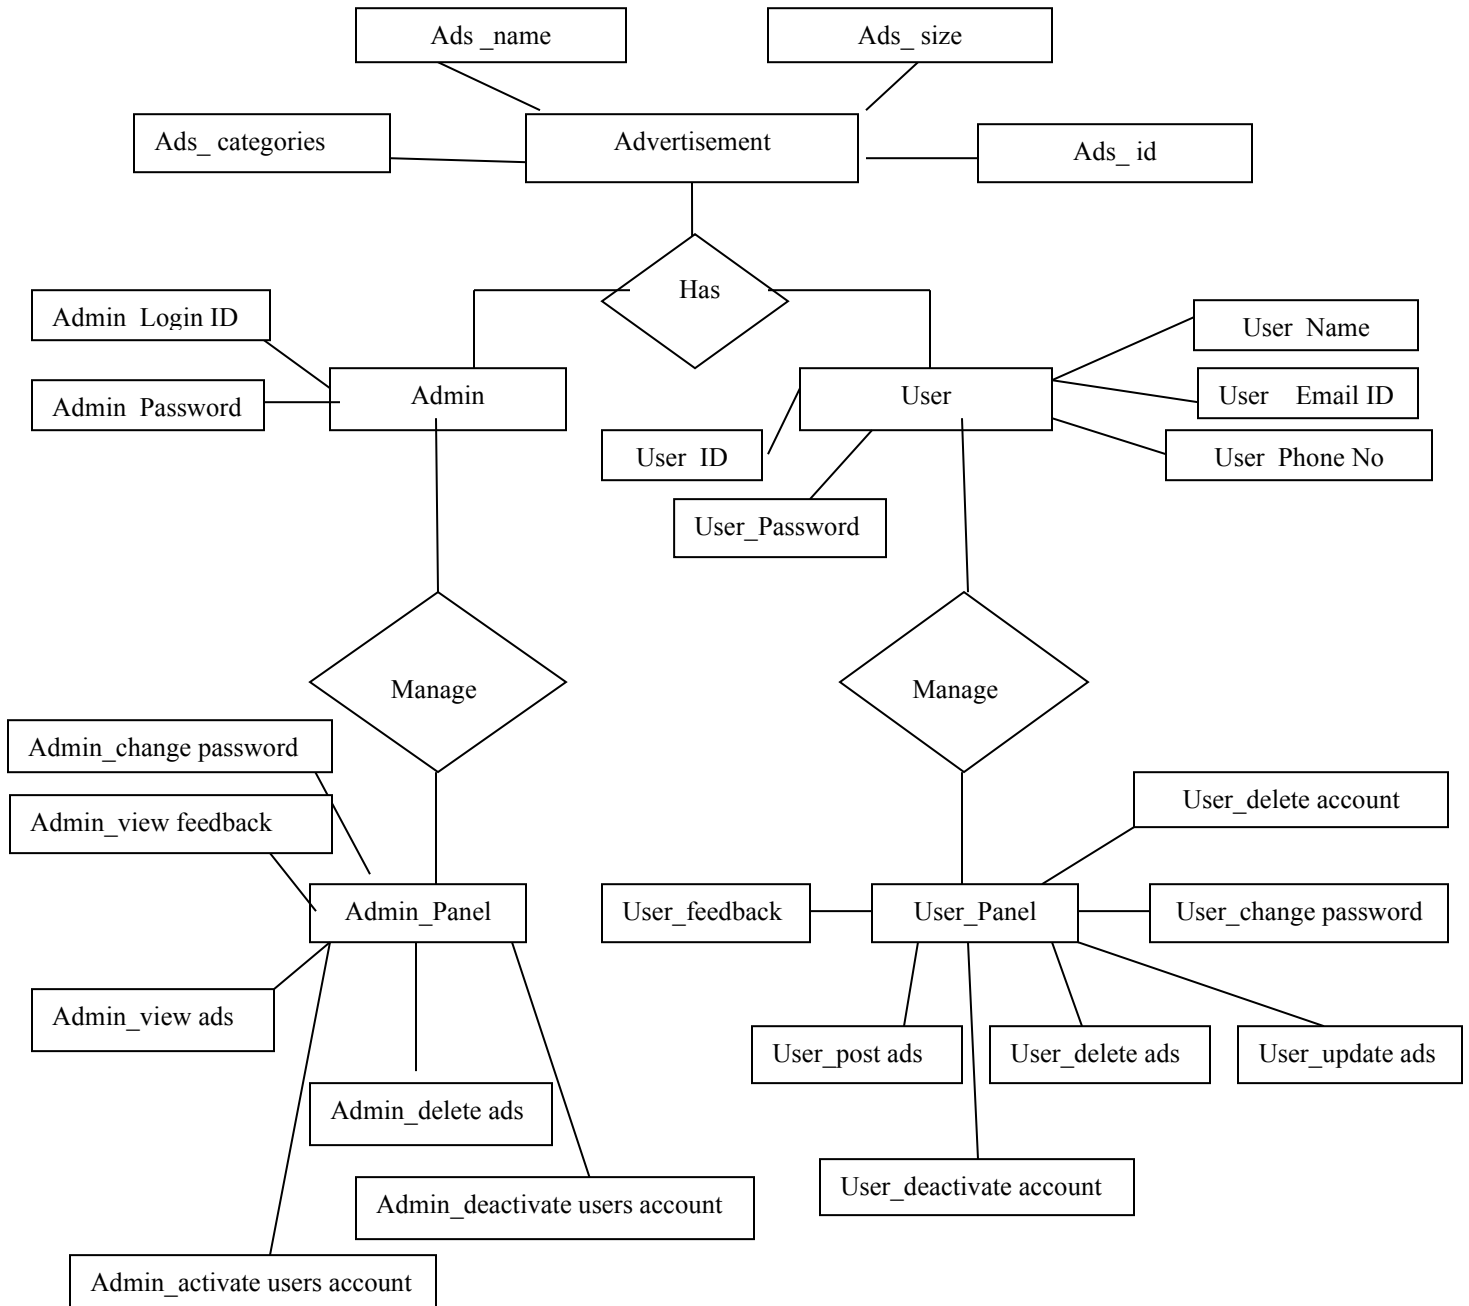 Ads _name
Ads_ size
Ads_ categories
Advertisement
Ads_ id
Has
Admin  Login ID
User  Name
Admin
User
User    Email ID
Admin  Password
User  ID
User  Phone No
User_Password
Manage
Manage
Admin_change password
User_delete account
Admin_view feedback
Admin_Panel
User_feedback
User_Panel
User_change password
Admin_view ads
User_post ads
User_delete ads
User_update ads
Admin_delete ads
User_deactivate account
Admin_deactivate users account
Admin_activate users account